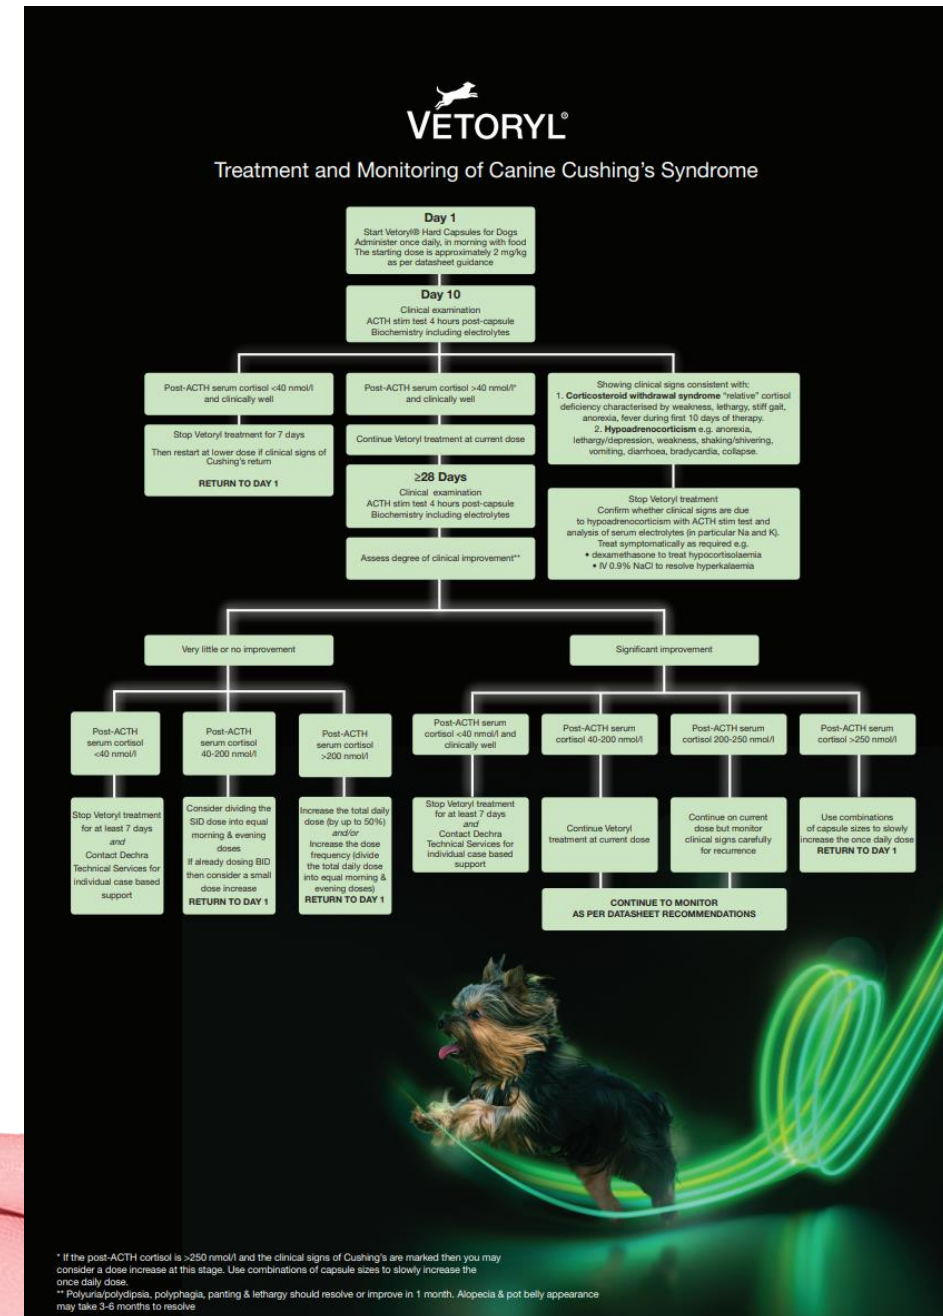 VETORYL®
Treatment and Monitoring of Canine Cushing's Syndrome
Day 1
Start Vetoryl® Hard Capsules for Dogs
Administer once daily, in morning with food
The starting dose is approximately 2 mg/kg
as per datasheet guidance
Day 10
Clinical examination
ACTH stim test 4 hours post-capsule
Biochemistry including electrolytes
Post-ACTH serum cortisol <40 nmol/l
and clinically well
Stop Vetoryl treatment for 7 days
Then restart at lower dose if clinical signs of
Cushing's return
RETURN TO DAY 1
Post-ACTH serum cortisol >40 nmol/l*
and clinically well
Continue Vetoryl treatment at current dose
≥28 Days
Clinical examination
ACTH stim test 4 hours post-capsule
Biochemistry including electrolytes
Assess degree of clinical improvement**
Showing clinical signs consistent with:
1. Corticosteroid withdrawal syndrome "relative" cortisol
deficiency characterised by weakness, lethargy, stiff gait,
anorexia, fever during first 10 days of therapy.
2. Hypoadrenocorticism e.g. anorexia,
lethargy/depression, weakness, shaking/shivering,
vomiting, diarrhoea, bradycardia, collapse.
Stop Vetoryl treatment
Confirm whether clinical signs are due
to hypoadrenocorticism with ACTH stim test and
analysis of serum electrolytes (in particular Na and K).
Treat symptomatically as required e.g.
• dexamethasone to treat hypocortisolaemia
• IV 0.9% NaCl to resolve hyperkalaemia
Very little or no improvement
Post-ACTH
serum cortisol
<40 nmol/l
Stop Vetoryl treatment
for at least 7 days
and
Contact Dechra
Technical Services for
individual case based
support
Post-ACTH
serum cortisol
40-200 nmol/l
Consider dividing the
SID dose into equal
morning & evening
doses
If already dosing BID
then consider a small
dose increase
RETURN TO DAY 1
Post-ACTH
serum cortisol
>200 nmol/l
Increase the total daily
dose (by up to 50%)
and/or
Increase the dose
frequency (divide
the total daily dose
into equal morning &
evening doses)
RETURN TO DAY 1
Significant improvement
Post-ACTH serum
cortisol <40 nmol/l and
clinically well
Stop Vetoryl treatment
for at least 7 days
and
Contact Dechra
Technical Services for
individual case based
support
Post-ACTH serum
cortisol 40-200 nmol/l
Continue Vetoryl
treatment at current dose
Post-ACTH serum
cortisol 200-250 nmol/l
Continue on current
dose but monitor
clinical signs carefully
for recurrence
Post-ACTH serum
cortisol >250 nmol/l
Use combinations
of capsule sizes to slowly
increase the once daily dose
RETURN TO DAY 1
CONTINUE TO MONITOR
AS PER DATASHEET RECOMMENDATIONS
* If the post-ACTH cortisol is >250 nmol/l and the clinical signs of Cushing's are marked then you may
consider a dose increase at this stage. Use combinations of capsule sizes to slowly increase the
once daily dose.
** Polyuria/polydipsia, polyphagia, panting & lethargy should resolve or improve in 1 month. Alopecia & pot belly appearance
may take 3-6 months to resolve